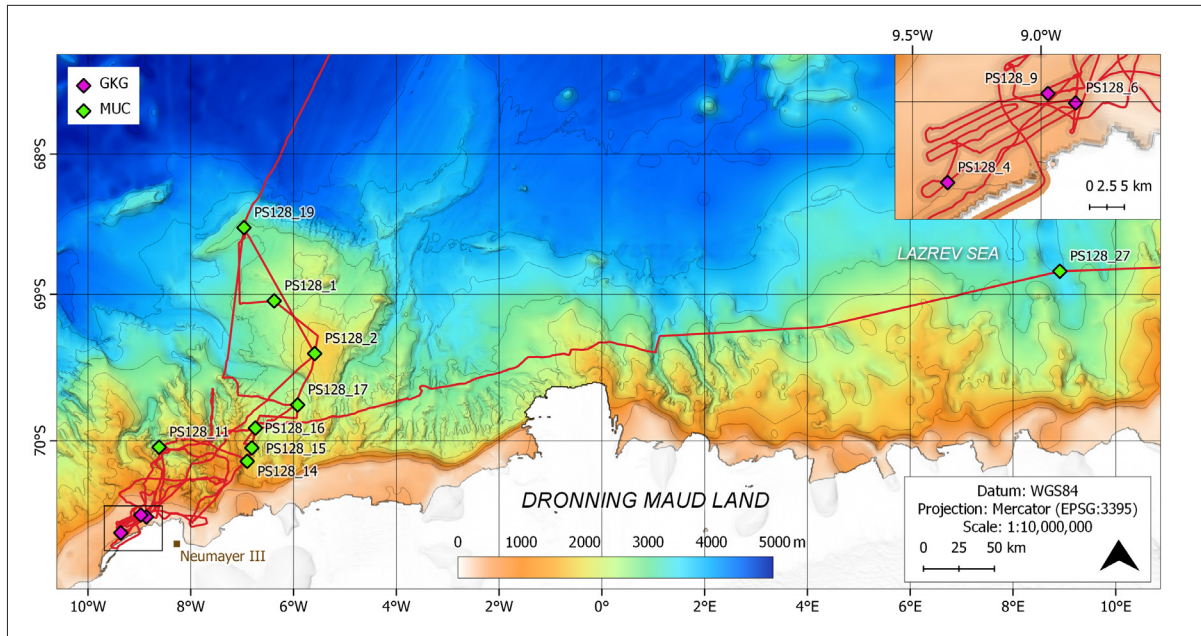 9.5°W 9.0°W
GKG
MUC
PS128_9
PS128_6
PS128_4
0 2.5 5 km
68°S
69°S
70°S
PS128_19
PS128_1
PS128_2
PS128_17
PS128_16
PS128_11
PS128_15
PS128_14
LAZREV SEA
PS128_27
DRONNING MAUD LAND
Neumayer III
0 1000 2000 3000 4000 5000 m
Datum: WGS84
Projection: Mercator (EPSG:3395)
Scale: 1:10,000,000
0 25 50 km
10°W 8°W 6°W 4°W 2°W 0° 2°E 4°E 6°E 8°E 10°E